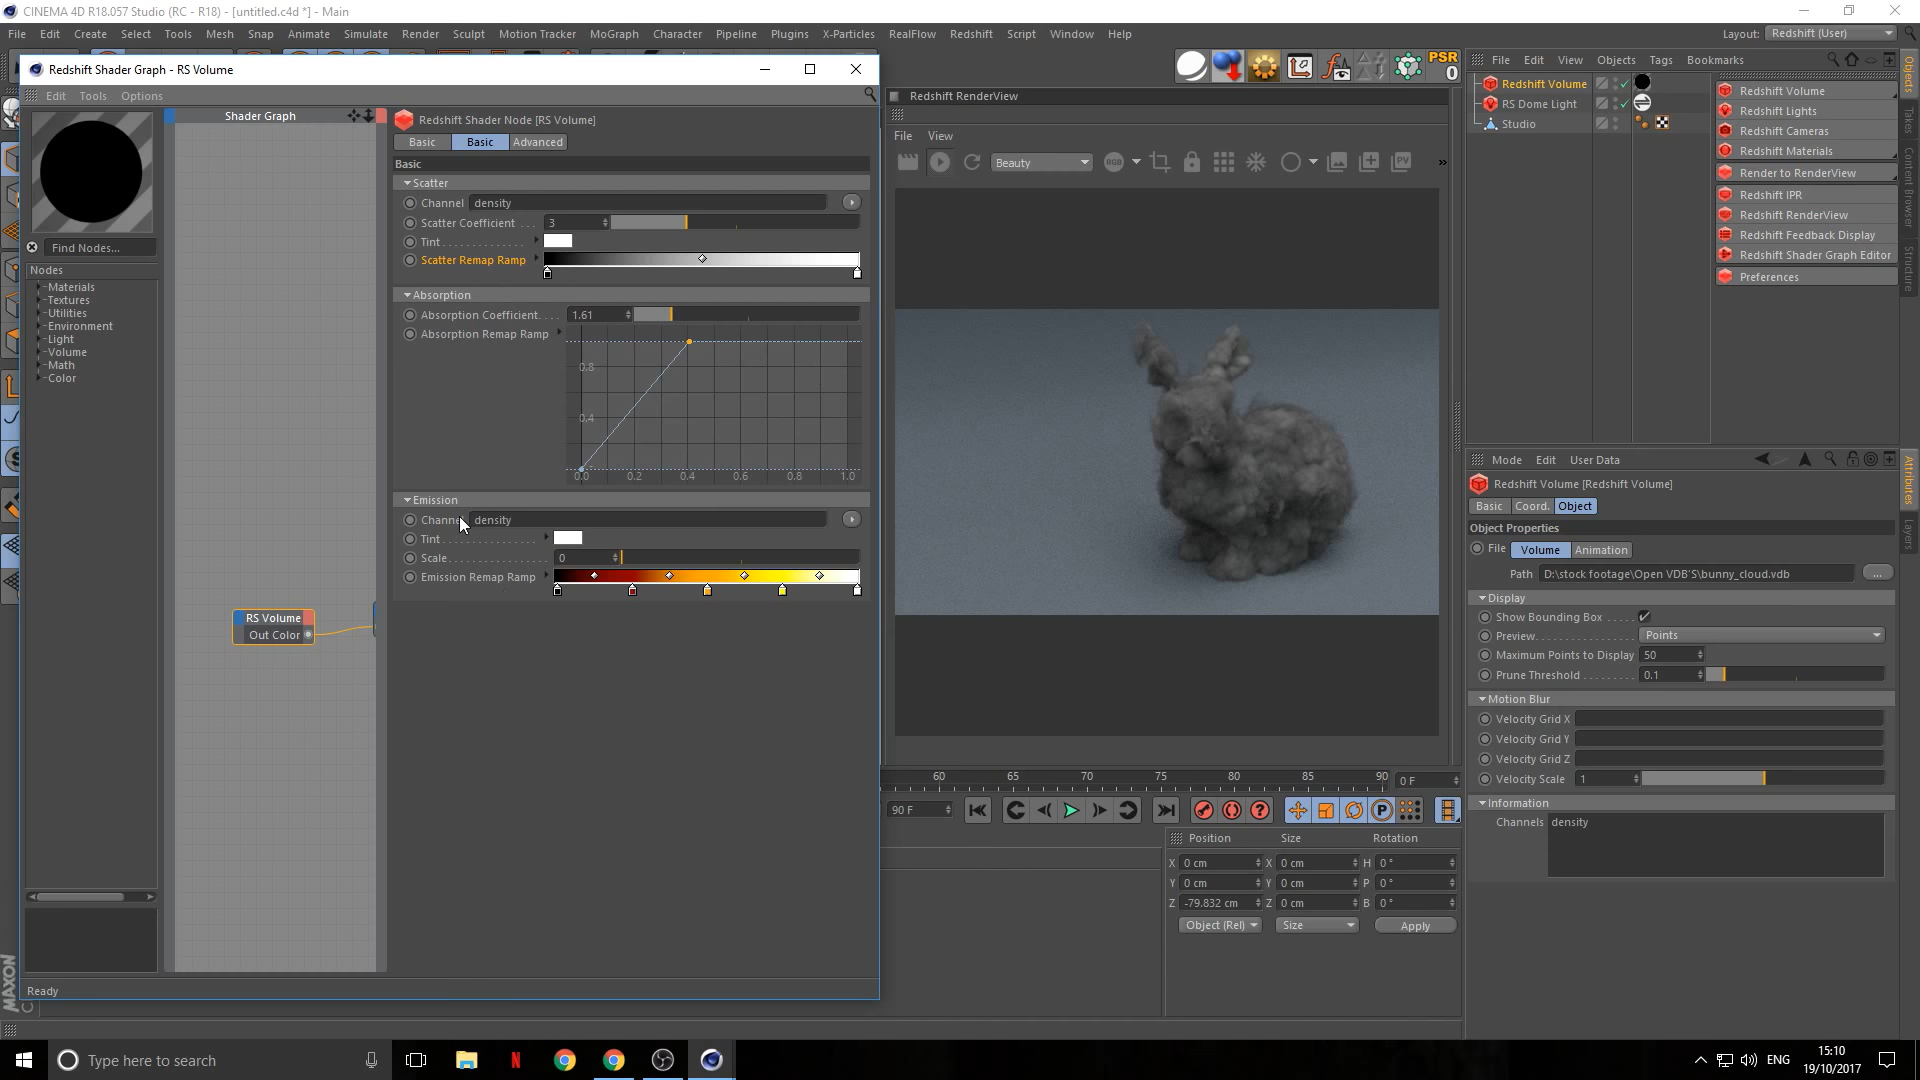 CINEMA 4D R18.057 Studio (RC - R18) - [untitled.c4d *] - Main
File Edit Create Select Tools Mesh Snap Animate Simulate Render Sculpt Motion Tracker MoGraph Character Pipeline Plugins X-Particles RealFlow Redshift Script Window Help
Layout: Redshift (User)
Redshift Shader Graph - RS Volume
Edit Tools Options
Find Nodes...
Nodes
Materials
Textures
Utilities
Environment
Light
Volume
Math
Color
Shader Graph
RS Volume
Out Color
Redshift Shader Node [RS Volume]
Basic Basic Advanced
Basic
Scatter
Channel density
Scatter Coefficient 3
Tint
Scatter Remap Ramp
Absorption
Absorption Coefficient 1.61
Absorption Remap Ramp
0.8
0.4
0.0 0.2 0.4 0.6 0.8 1.0
Emission
Channel density
Tint
Scale 0
Emission Remap Ramp
Ready
PSR
0
Redshift RenderView
File View
Beauty
RGB
PV
»
60 65 70 75 80 85 90 0 F
90 F
Position Size Rotation
X 0 cm X 0 cm H 0 °
Y 0 cm Y 0 cm P 0 °
Z -79.832 cm Z 0 cm B 0 °
Object (Rel) Size Apply
File Edit View Objects Tags Bookmarks
Redshift Volume
RS Dome Light
Studio
Redshift Volume
Redshift Lights
Redshift Cameras
Redshift Materials
Render to RenderView
Redshift IPR
Redshift RenderView
Redshift Feedback Display
Redshift Shader Graph Editor
Preferences
Objects
Takes
Content Browser
Structure
Mode Edit User Data
Redshift Volume [Redshift Volume]
Basic Coord. Object
Object Properties
File Volume Animation
Path D:\stock footage\Open VDB'S\bunny_cloud.vdb ...
Display
Show Bounding Box
Preview Points
Maximum Points to Display 50
Prune Threshold 0.1
Motion Blur
Velocity Grid X
Velocity Grid Y
Velocity Grid Z
Velocity Scale 1
Information
Channels density
Attributes
Layers
MAXON
Type here to search
ENG
15:10
19/10/2017